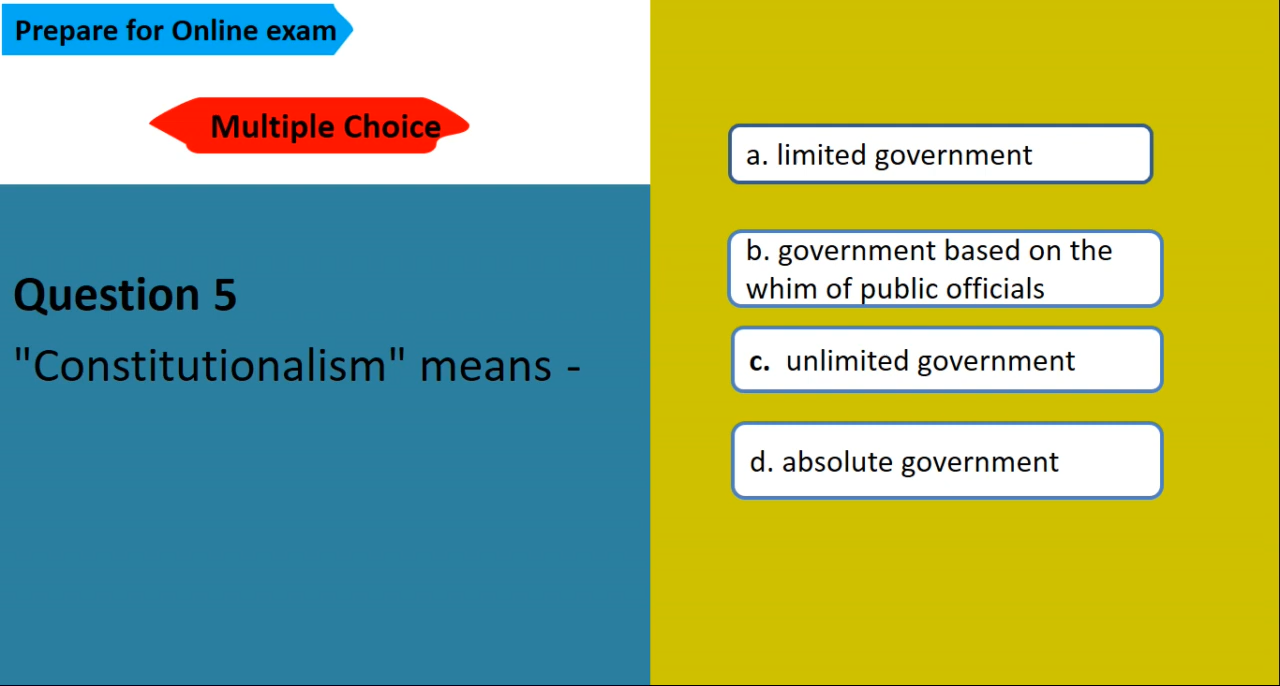 Prepare for Online exam
Multiple Choice
Question 5
"Constitutionalism" means -
a. limited government
b. government based on the
whim of public officials
c. unlimited government
d. absolute government